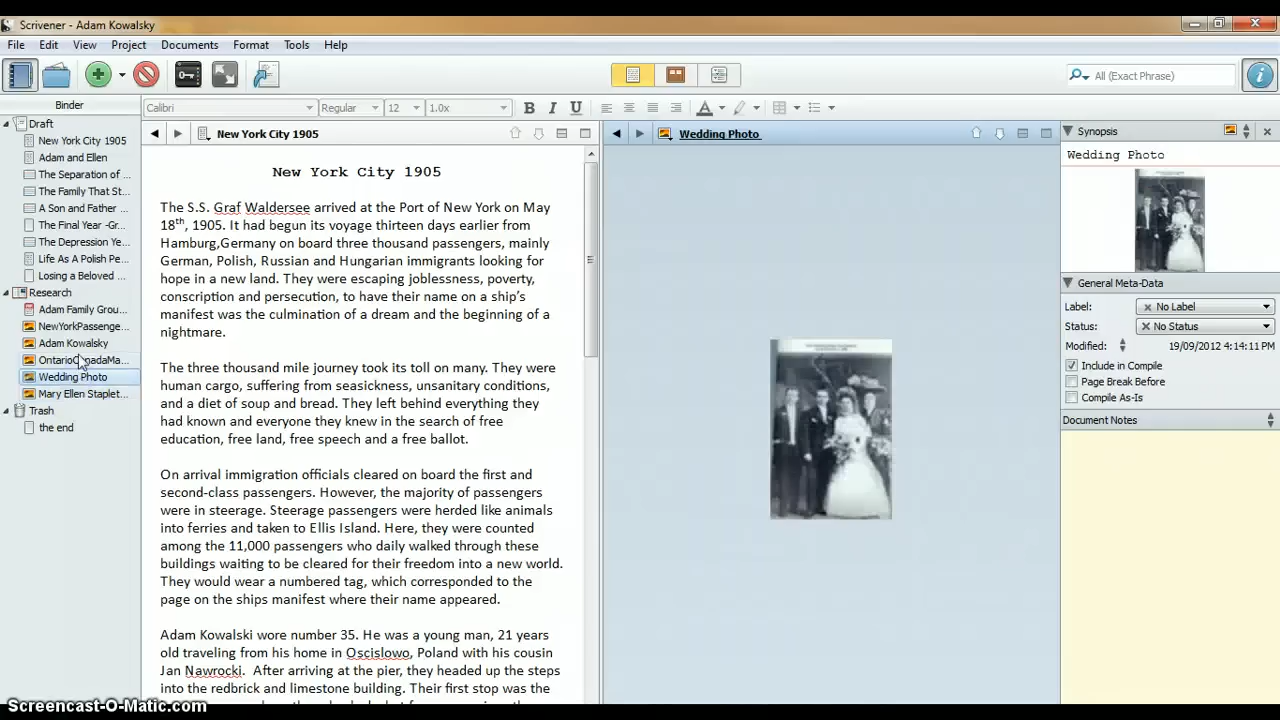 Scrivener - Adam Kowalsky
File Edit View Project Documents Format Tools Help
All (Exact Phrase)
Binder
Calibri Regular 12 1.0x B I U A
Draft
New York City 1905
Adam and Ellen
The Separation of ...
The Family That St...
A Son and Father ...
The Final Year -Gr...
The Depression Ye...
Life As A Polish Pe...
Losing a Beloved ...
Research
Adam Family Grou...
NewYorkPassenge...
Adam Kowalsky
Wedding Photo
Mary Ellen Staplet...
Trash
the end
New York City 1905
New York City 1905
The S.S. Graf Waldersee arrived at the Port of New York on May
18th, 1905. It had begun its voyage thirteen days earlier from
Hamburg,Germany on board three thousand passengers, mainly
German, Polish, Russian and Hungarian immigrants looking for
hope in a new land. They were escaping joblessness, poverty,
conscription and persecution, to have their name on a ship's
manifest was the culmination of a dream and the beginning of a
nightmare.
The three thousand mile journey took its toll on many. They were
human cargo, suffering from seasickness, unsanitary conditions,
and a diet of soup and bread. They left behind everything they
had known and everyone they knew in the search of free
education, free land, free speech and a free ballot.
On arrival immigration officials cleared on board the first and
second-class passengers. However, the majority of passengers
were in steerage. Steerage passengers were herded like animals
into ferries and taken to Ellis Island. Here, they were counted
among the 11,000 passengers who daily walked through these
buildings waiting to be cleared for their freedom into a new world.
They would wear a numbered tag, which corresponded to the
page on the ships manifest where their name appeared.
Adam Kowalski wore number 35. He was a young man, 21 years
old traveling from his home in Oscislowo, Poland with his cousin
Jan Nawrocki. After arriving at the pier, they headed up the steps
into the redbrick and limestone building. Their first stop was the
Wedding Photo
Synopsis
Wedding Photo
General Meta-Data
Label: No Label
Status: No Status
Modified: 19/09/2012 4:14:11 PM
Include in Compile
Page Break Before
Compile As-Is
Document Notes
Screencast-O-Matic.com